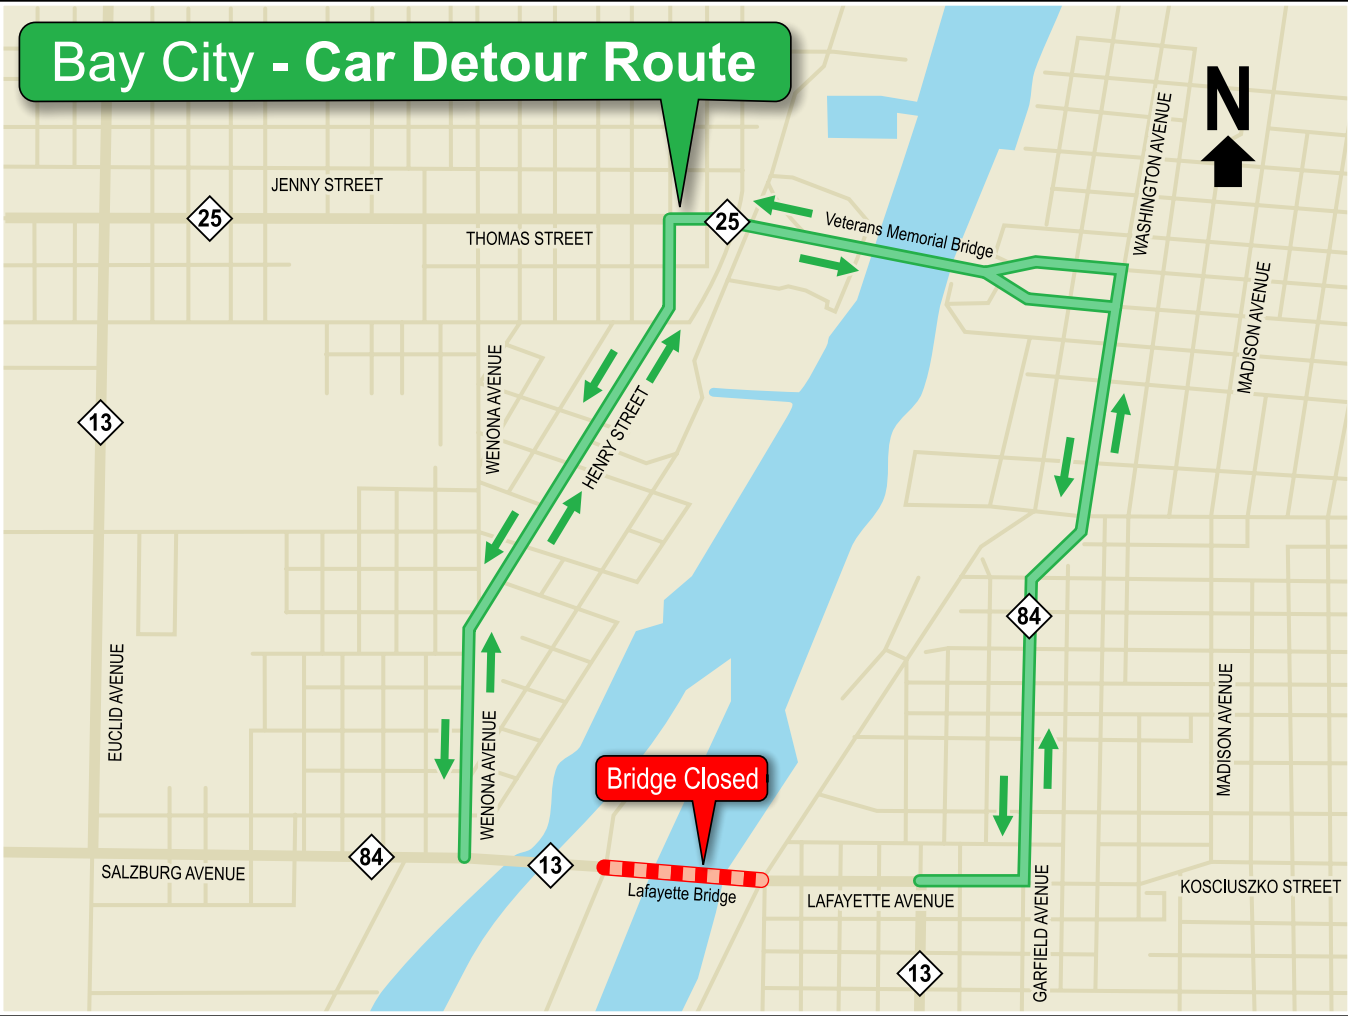 Bay City - Car Detour Route
N
WASHINGTON AVENUE
JENNY STREET
25
THOMAS STREET
25
Veterans Memorial Bridge
MADISON AVENUE
WENONA AVENUE
HENRY STREET
13
84
EUCLID AVENUE
WENONA AVENUE
MADISON AVENUE
Bridge Closed
SALZBURG AVENUE
84
13
Lafayette Bridge
LAFAYETTE AVENUE
KOSCIUSZKO STREET
GARFIELD AVENUE
13